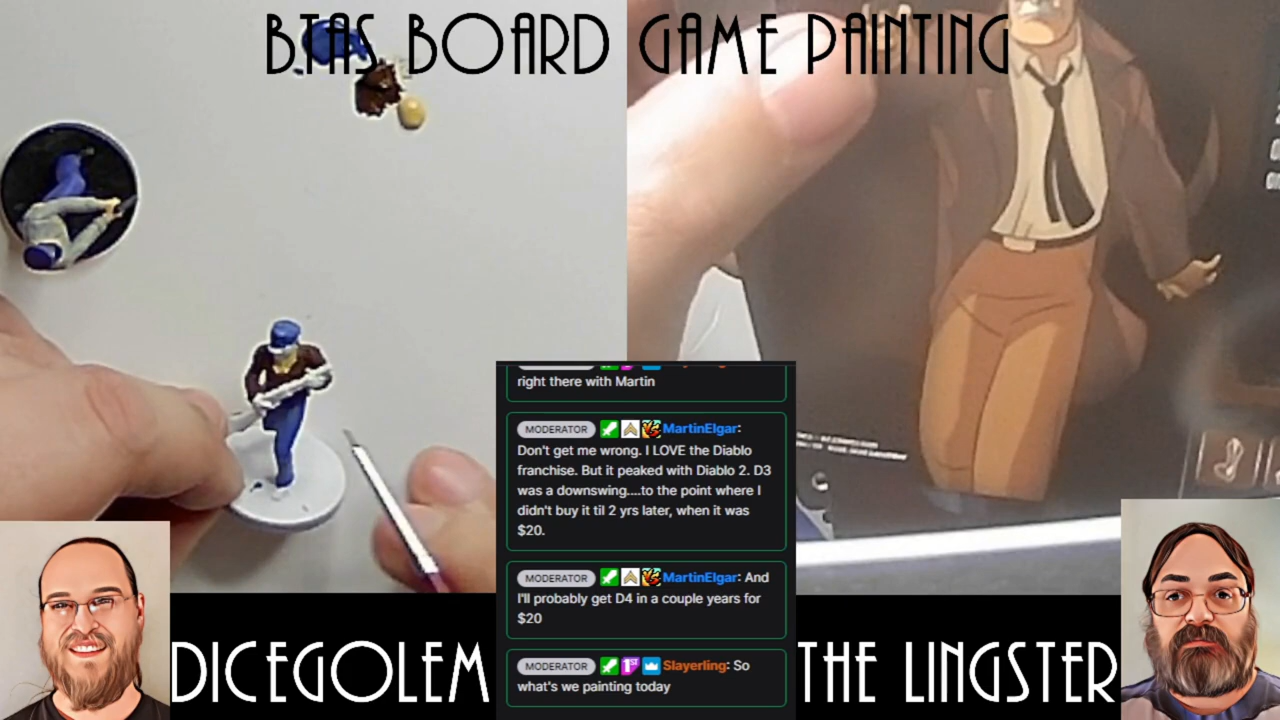 BTAS BOARD GAME PAINTING
right there with Martin
MODERATOR MartinElgar:
Don't get me wrong. I LOVE the Diablo
franchise. But it peaked with Diablo 2. D3
was a downswing....to the point where I
didn't buy it til 2 yrs later, when it was
$20.
MODERATOR MartinElgar: And
I'll probably get D4 in a couple years for
$20
MODERATOR 1ST Slayerling: So
what's we painting today
DICEGOLEM
THE LINGSTER